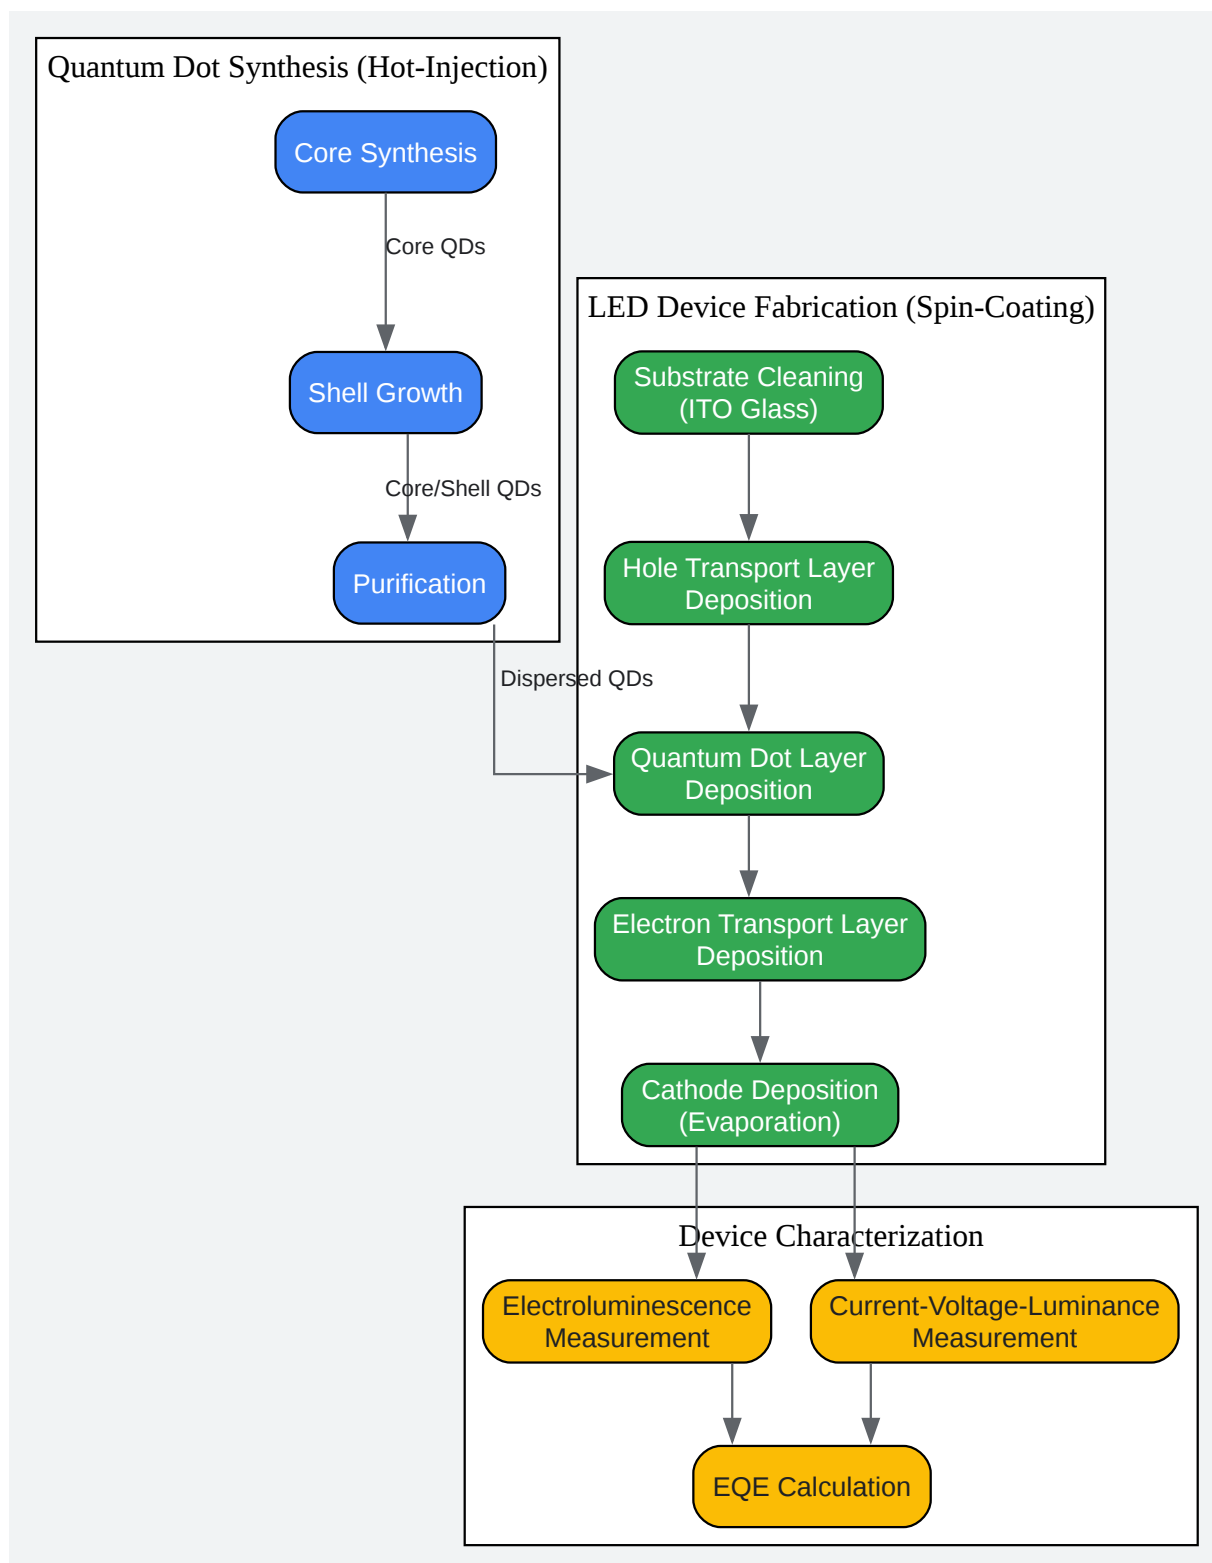 Quantum Dot Synthesis (Hot-Injection)
Core Synthesis
Core QDs
Shell Growth
Core/Shell QDs
Purification
Dispersed QDs
LED Device Fabrication (Spin-Coating)
Substrate Cleaning
(ITO Glass)
Hole Transport Layer
Deposition
Quantum Dot Layer
Deposition
Electron Transport Layer
Deposition
Cathode Deposition
(Evaporation)
Device Characterization
Electroluminescence
Measurement
Current-Voltage-Luminance
Measurement
EQE Calculation